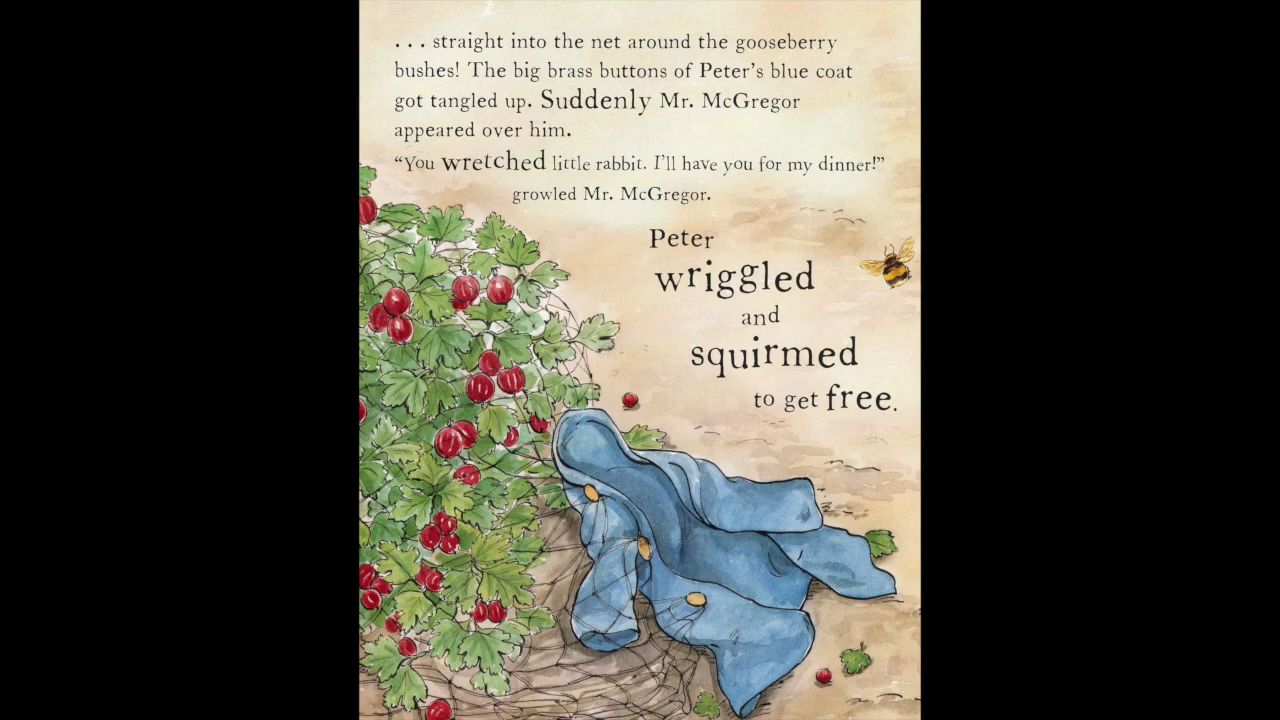 . . . straight into the net around the gooseberry
bushes! The big brass buttons of Peter’s blue coat
got tangled up. Suddenly Mr. McGregor
appeared over him.
“You wretched little rabbit. I’ll have you for my dinner!”
growled Mr. McGregor.
Peter
wriggled
and
squirmed
to get free.